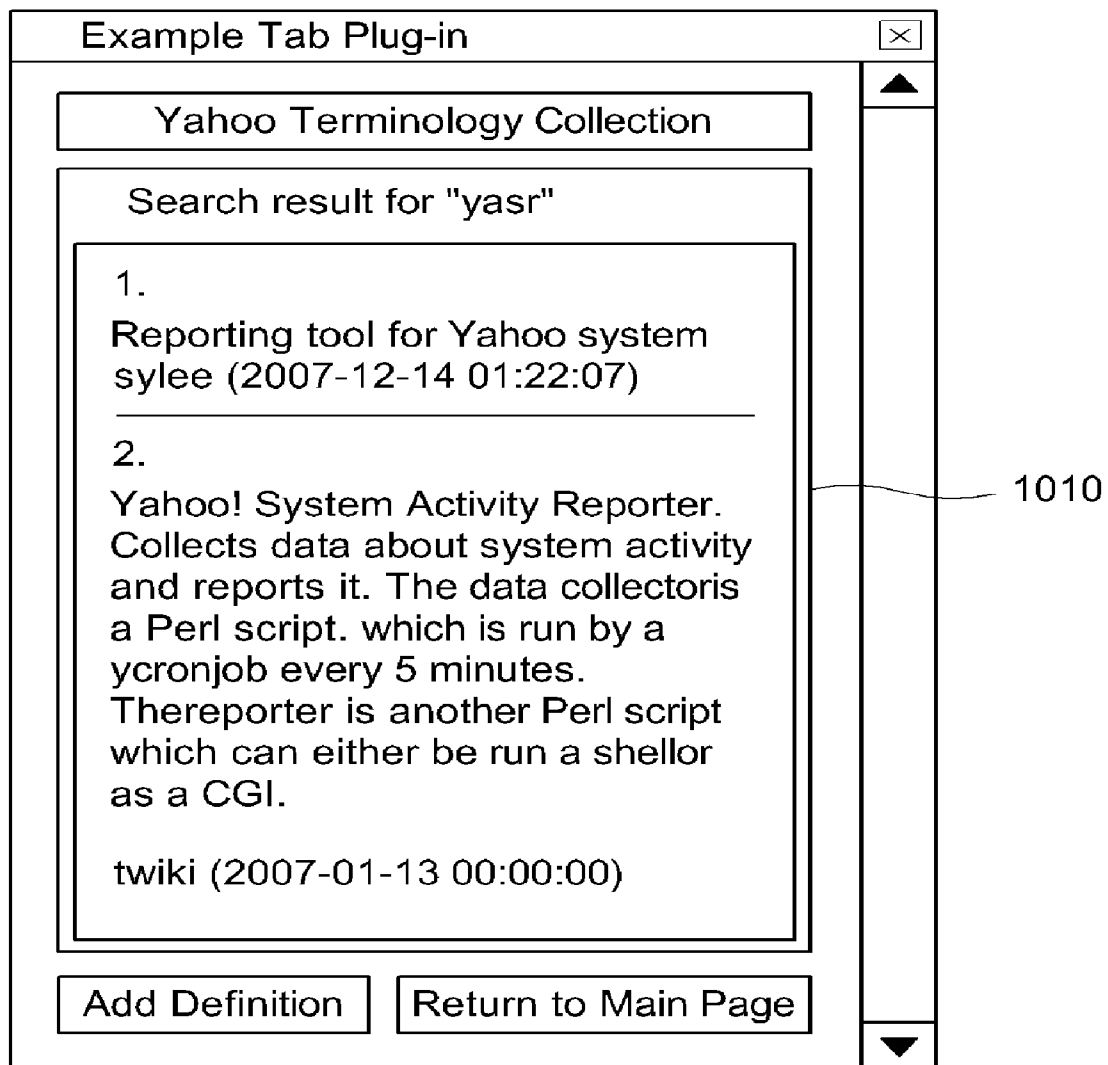 Example Tab Plug-in
Yahoo Terminology Collection
Search result for "yasr"
1.
Reporting tool for Yahoo system
sylee (2007-12-14 01:22:07)
2.
Yahoo! System Activity Reporter.
Collects data about system activity
and reports it. The data collectoris
a Perl script. which is run by a
ycronjob every 5 minutes.
Thereporter is another Perl script
which can either be run a shellor
as a CGI.
twiki (2007-01-13 00:00:00)
1010
Add Definition
Return to Main Page